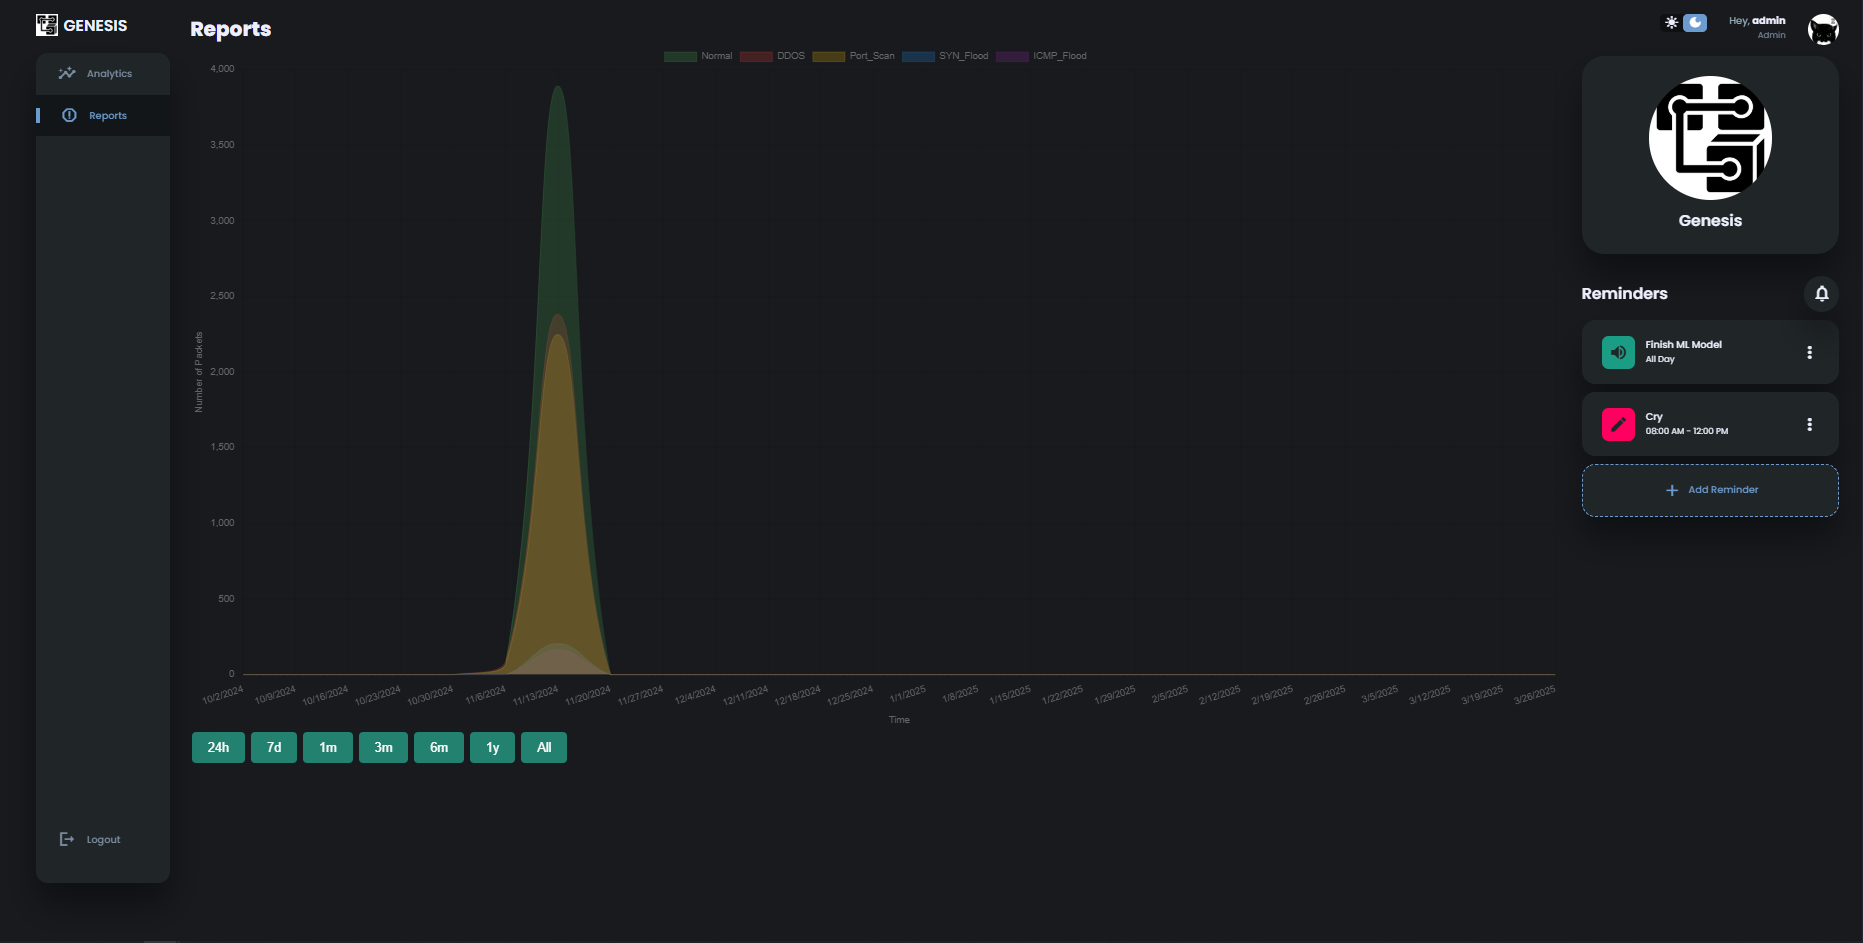 GENESIS
Analytics
Reports
Logout
Reports
Normal DDOS Port_Scan SYN_Flood ICMP_Flood
4,000
3,500
3,000
2,500
2,000
1,500
1,000
500
0
Number of Packets
10/2/2024 10/9/2024 10/16/2024 10/23/2024 10/30/2024 11/6/2024 11/13/2024 11/20/2024 11/27/2024 12/4/2024 12/11/2024 12/18/2024 12/25/2024 1/1/2025 1/8/2025 1/15/2025 1/22/2025 1/29/2025 2/5/2025 2/12/2025 2/19/2025 2/26/2025 3/5/2025 3/12/2025 3/19/2025 3/26/2025
Time
24h 7d 1m 3m 6m 1y All
Hey, admin
Admin
Genesis
Reminders
Finish ML Model
All Day
Cry
08:00 AM - 12:00 PM
Add Reminder